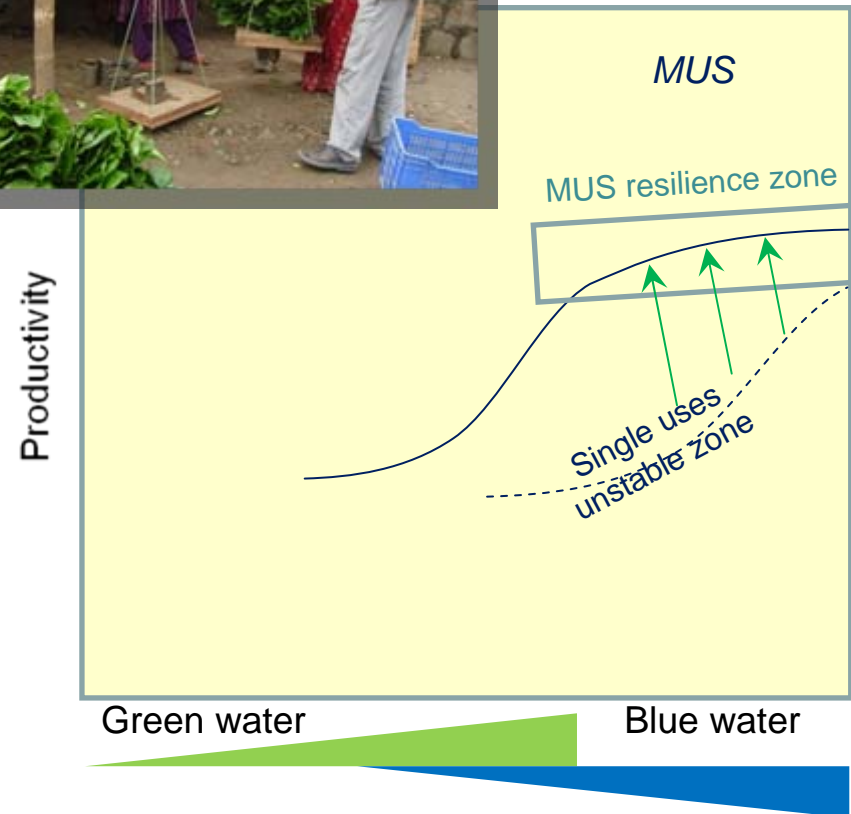 MUS
MUS resilience zone
Productivity
Single uses
unstable zone
Green water
Blue water